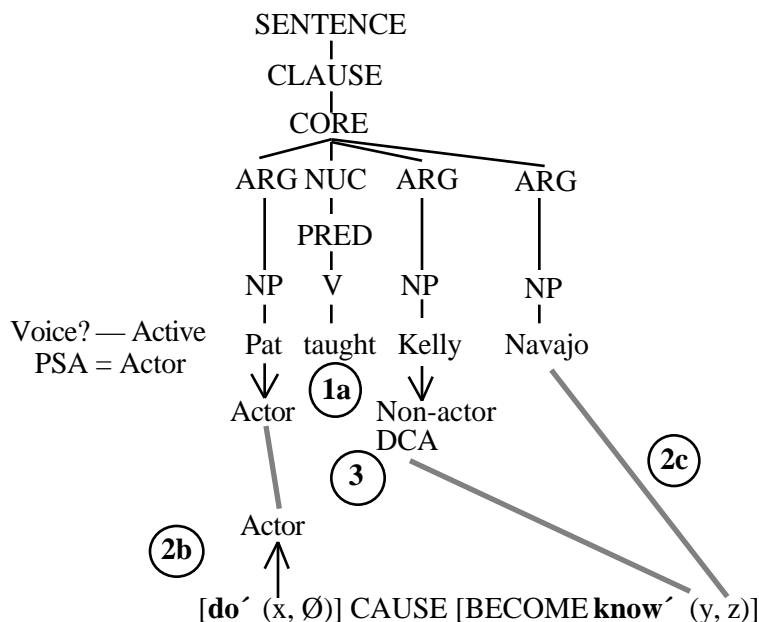 SENTENCE
CLAUSE
CORE
ARG NUC ARG ARG
PRED
NP V NP NP
Voice? — Active
PSA = Actor
Pat taught Kelly Navajo
1a
Actor Non-actor
DCA
3 2c
2b Actor
[do´ (x, Ø)] CAUSE [BECOME know´ (y, z)]